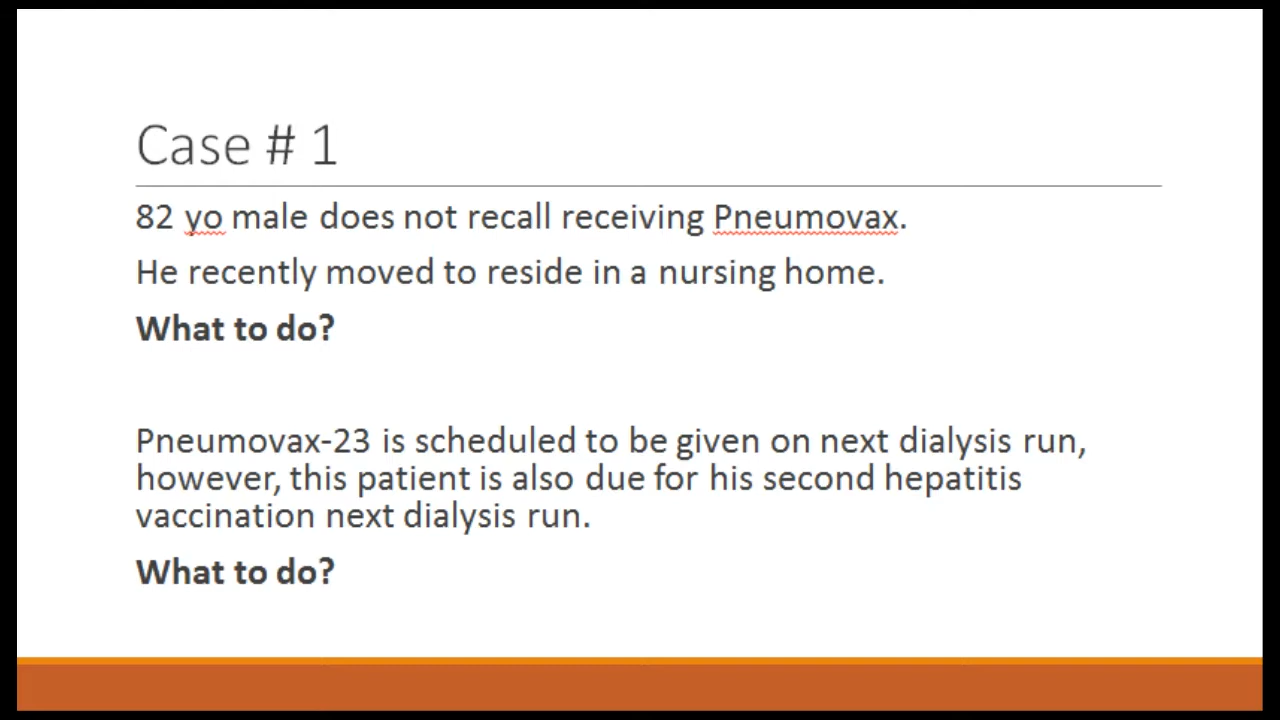 Case # 1
82 yo male does not recall receiving Pneumovax.
He recently moved to reside in a nursing home.
What to do?
Pneumovax-23 is scheduled to be given on next dialysis run,
however, this patient is also due for his second hepatitis
vaccination next dialysis run.
What to do?